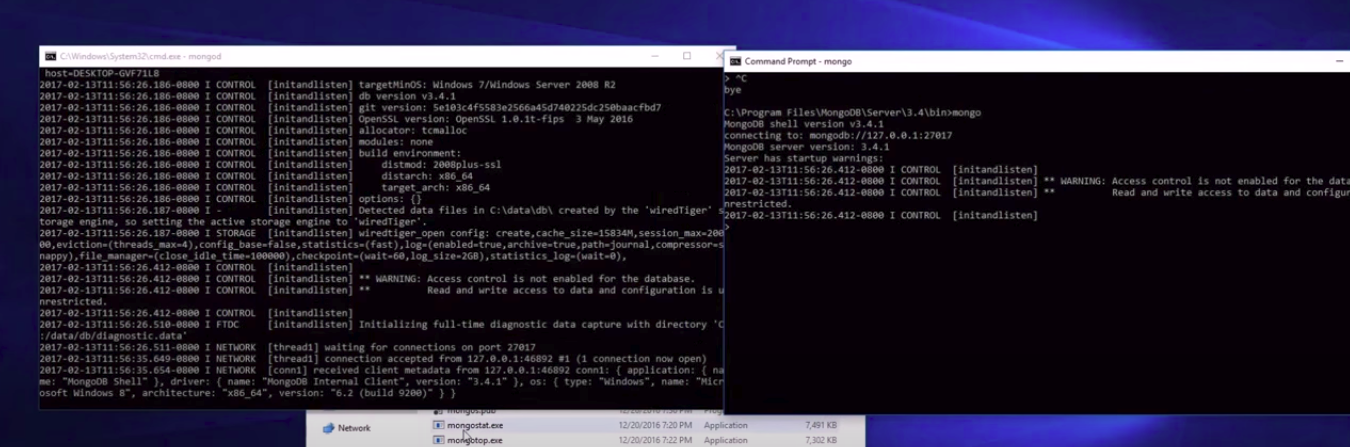 C:\Windows\System32\cmd.exe - mongod
host=DESKTOP-GVF71L8
2017-02-13T11:56:26.186-0800 I CONTROL  [initandlisten] targetMinOS: Windows 7/Windows Server 2008 R2
2017-02-13T11:56:26.186-0800 I CONTROL  [initandlisten] db version v3.4.1
2017-02-13T11:56:26.186-0800 I CONTROL  [initandlisten] git version: 5e103c4f5583e2566a45d740225dc250baacfbd7
2017-02-13T11:56:26.186-0800 I CONTROL  [initandlisten] OpenSSL version: OpenSSL 1.0.1t-fips  3 May 2016
2017-02-13T11:56:26.186-0800 I CONTROL  [initandlisten] allocator: tcmalloc
2017-02-13T11:56:26.186-0800 I CONTROL  [initandlisten] modules: none
2017-02-13T11:56:26.186-0800 I CONTROL  [initandlisten] build environment:
2017-02-13T11:56:26.186-0800 I CONTROL  [initandlisten]     distmod: 2008plus-ssl
2017-02-13T11:56:26.186-0800 I CONTROL  [initandlisten]     distarch: x86_64
2017-02-13T11:56:26.186-0800 I CONTROL  [initandlisten]     target_arch: x86_64
2017-02-13T11:56:26.186-0800 I CONTROL  [initandlisten] options: {}
2017-02-13T11:56:26.187-0800 I -        [initandlisten] Detected data files in C:\data\db\ created by the 'wiredTiger' s
torage engine, so setting the active storage engine to 'wiredTiger'.
2017-02-13T11:56:26.187-0800 I STORAGE  [initandlisten] wiredtiger_open config: create,cache_size=15834M,session_max=200
00,eviction=(threads_max=4),config_base=false,statistics=(fast),log=(enabled=true,archive=true,path=journal,compressor=s
nappy),file_manager=(close_idle_time=100000),checkpoint=(wait=60,log_size=2GB),statistics_log=(wait=0),
2017-02-13T11:56:26.412-0800 I CONTROL  [initandlisten]
2017-02-13T11:56:26.412-0800 I CONTROL  [initandlisten] ** WARNING: Access control is not enabled for the database.
2017-02-13T11:56:26.412-0800 I CONTROL  [initandlisten] **          Read and write access to data and configuration is u
nrestricted.
2017-02-13T11:56:26.412-0800 I CONTROL  [initandlisten]
2017-02-13T11:56:26.510-0800 I FTDC     [initandlisten] Initializing full-time diagnostic data capture with directory 'C
:/data/db/diagnostic.data'
2017-02-13T11:56:26.511-0800 I NETWORK  [thread1] waiting for connections on port 27017
2017-02-13T11:56:35.649-0800 I NETWORK  [thread1] connection accepted from 127.0.0.1:46892 #1 (1 connection now open)
2017-02-13T11:56:35.654-0800 I NETWORK  [conn1] received client metadata from 127.0.0.1:46892 conn1: { application: { na
me: "MongoDB Shell" }, driver: { name: "MongoDB Internal Client", version: "3.4.1" }, os: { type: "Windows", name: "Micr
osoft Windows 8", architecture: "x86_64", version: "6.2 (build 9200)" } }
Command Prompt - mongo
> ^C
bye
C:\Program Files\MongoDB\Server\3.4\bin>mongo
MongoDB shell version v3.4.1
connecting to: mongodb://127.0.0.1:27017
MongoDB server version: 3.4.1
Server has startup warnings:
2017-02-13T11:56:26.412-0800 I CONTROL  [initandlisten]
2017-02-13T11:56:26.412-0800 I CONTROL  [initandlisten] ** WARNING: Access control is not enabled for the data
2017-02-13T11:56:26.412-0800 I CONTROL  [initandlisten] **          Read and write access to data and configur
nrestricted.
2017-02-13T11:56:26.412-0800 I CONTROL  [initandlisten]
>
Network
mongostat.exe 12/20/2016 7:20 PM Application 7,491 KB
mongotop.exe 12/20/2016 7:22 PM Application 7,302 KB